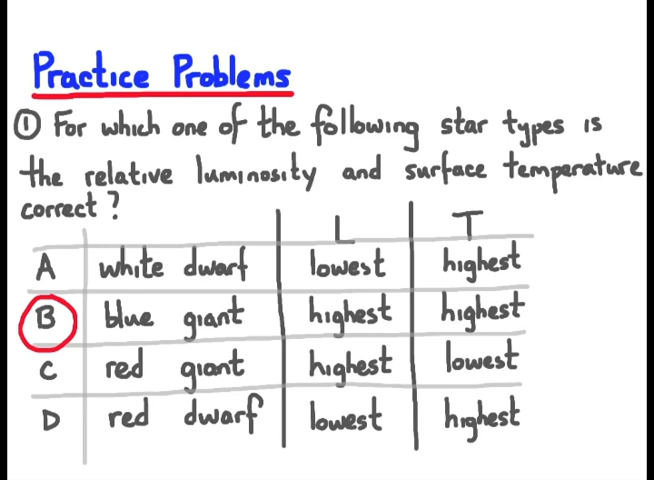 Practice Problems
① For which one of the following star types is
the relative luminosity and surface temperature
correct?
L T
A white dwarf lowest highest
B blue giant highest highest
C red giant highest lowest
D red dwarf lowest highest